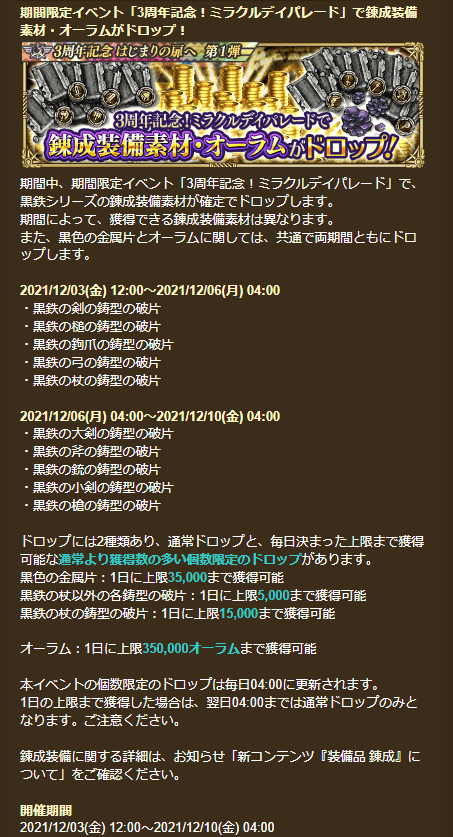 期間限定イベント「3周年記念！ミラクルデイパレード」で錬成装備
素材・オーラムがドロップ！
3周年記念 はじまりの扉へ 第1弾
3周年記念!ミラクルデイパレードで
錬成装備素材・オーラムがドロップ!
期間中、期間限定イベント「3周年記念！ミラクルデイパレード」で、
黒鉄シリーズの錬成装備素材が確定でドロップします。
期間によって、獲得できる錬成装備素材は異なります。
また、黒色の金属片とオーラムに関しては、共通で両期間ともにドロ
ップします。
2021/12/03(金) 12:00～2021/12/06(月) 04:00
・黒鉄の剣の鋳型の破片
・黒鉄の槌の鋳型の破片
・黒鉄の鉤爪の鋳型の破片
・黒鉄の弓の鋳型の破片
・黒鉄の杖の鋳型の破片
2021/12/06(月) 04:00～2021/12/10(金) 04:00
・黒鉄の大剣の鋳型の破片
・黒鉄の斧の鋳型の破片
・黒鉄の銃の鋳型の破片
・黒鉄の小剣の鋳型の破片
・黒鉄の槍の鋳型の破片
ドロップには2種類あり、通常ドロップと、毎日決まった上限まで獲得
可能な通常より獲得数の多い個数限定のドロップがあります。
黒色の金属片：1日に上限35,000まで獲得可能
黒鉄の杖以外の各鋳型の破片：1日に上限5,000まで獲得可能
黒鉄の杖の鋳型の破片：1日に上限15,000まで獲得可能
オーラム：1日に上限350,000オーラムまで獲得可能
本イベントの個数限定のドロップは毎日04:00に更新されます。
1日の上限まで獲得した場合は、翌日04:00までは通常ドロップのみと
なります。ご注意ください。
錬成装備に関する詳細は、お知らせ「新コンテンツ『装備品 錬成』に
ついて」をご確認ください。
開催期間
2021/12/03(金) 12:00～2021/12/10(金) 04:00